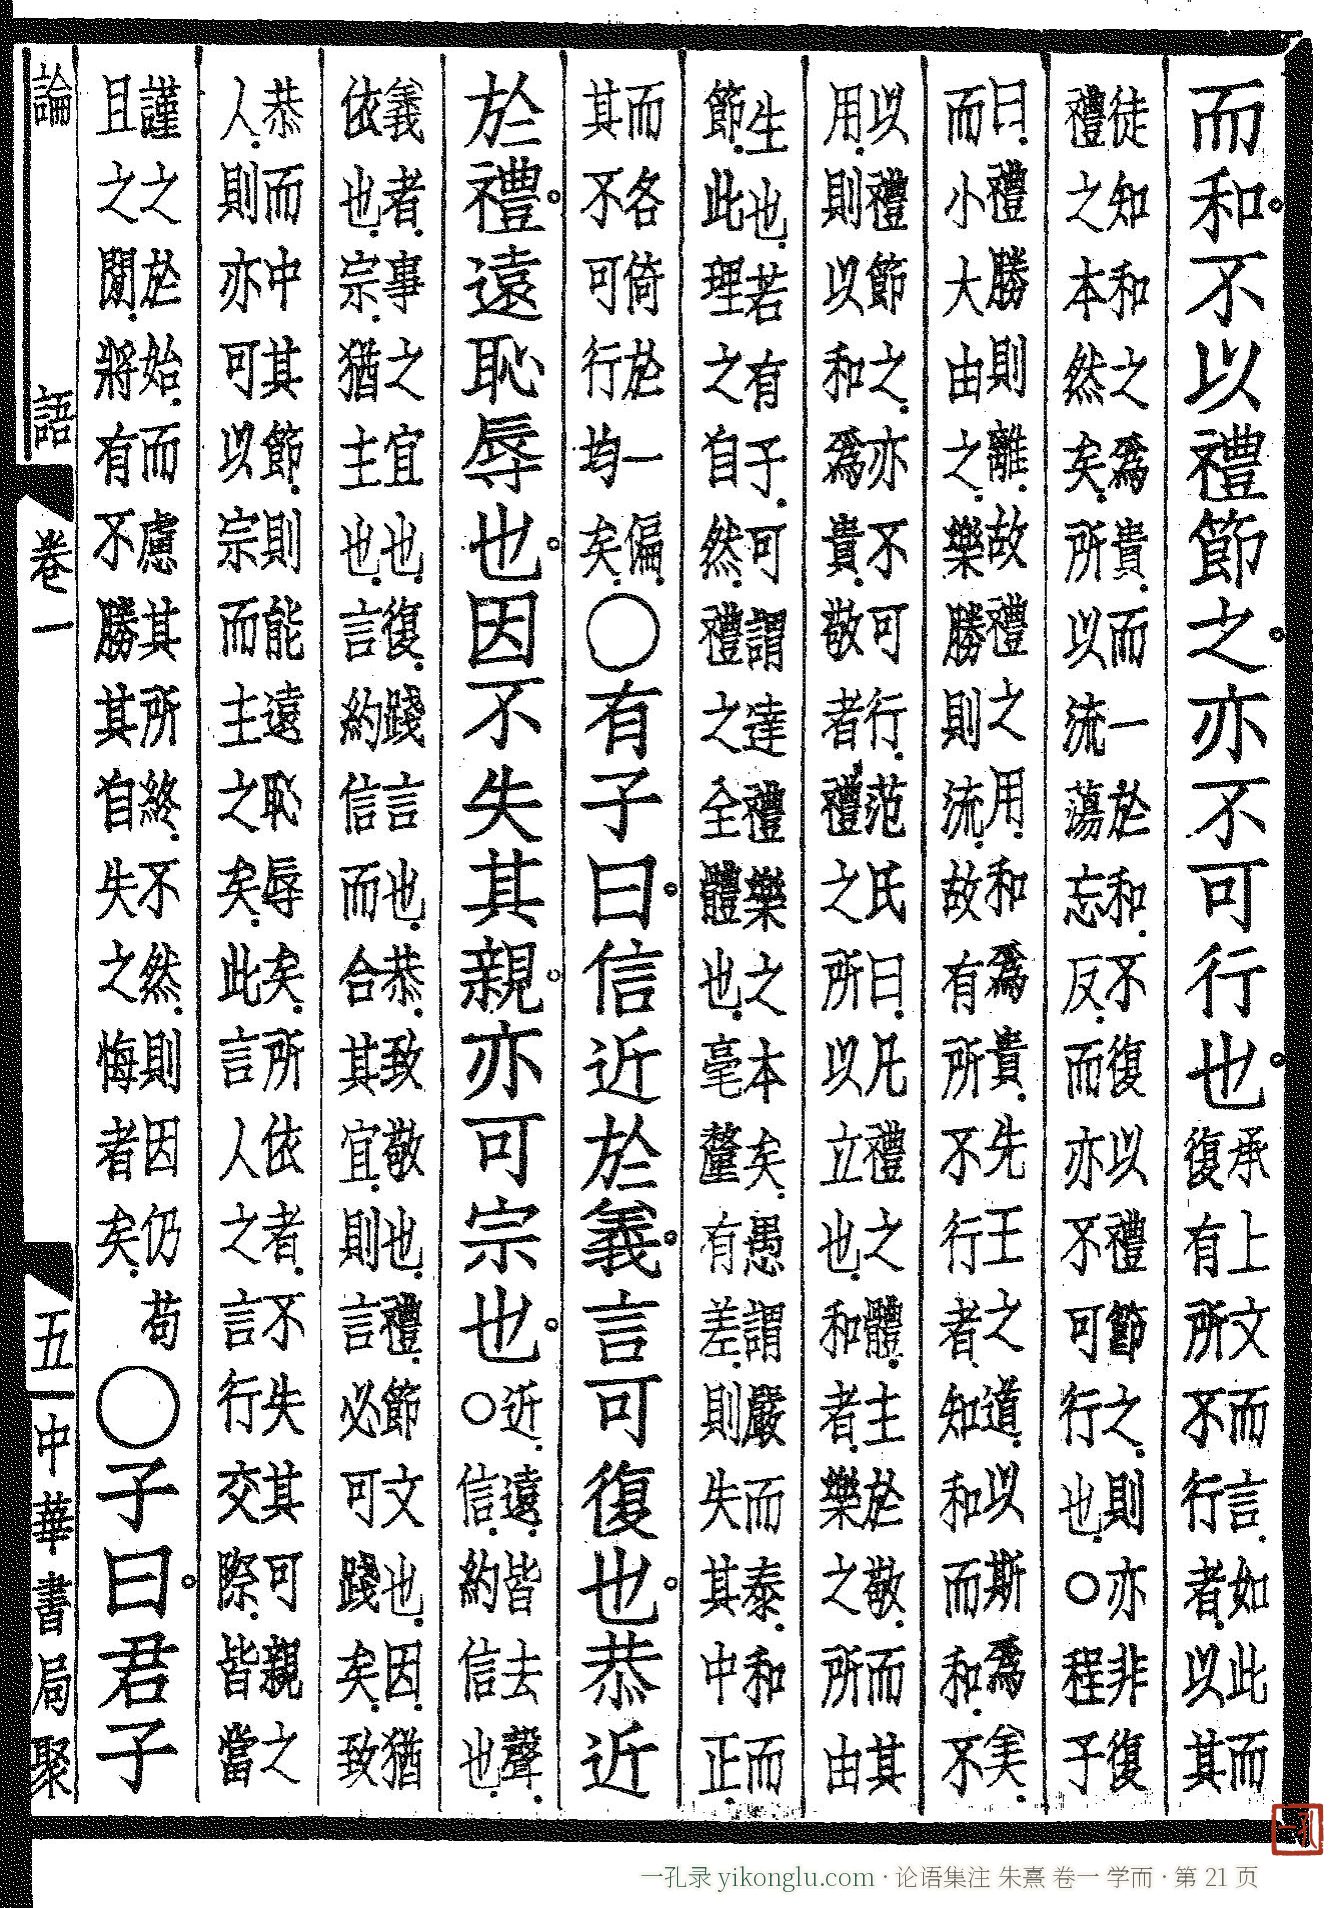 而和。不以禮節之。亦不可行也。
承上文而言。如此而
復有所不行者。以其
徒知和之爲貴。而一於和。不復以禮節之。則亦非復
禮之本然矣。所以流蕩忘反。而亦不可行也。○程子
曰。禮勝則離。故禮之用。和爲貴。先王之道。以斯爲美。
而小大由之。樂勝則流。故有所不行者。知和而和。不
以禮節之。亦不可行。范氏曰。凡禮之體。主於敬。而其
用。則以和爲貴。敬者。禮之所以立也。和者。樂之所由
生也。若有子。可謂達禮樂之本矣。愚謂嚴而泰。和而
節。此理之自然。禮之全體也。毫釐有差。則失其中正。
而各倚於一偏。
其不可行均矣。
○有子曰。信近於義。言可復也。恭近
於禮。遠恥辱也。因不失其親。亦可宗也。
近。遠。皆去聲。
○信。約信也。
義者。事之宜也。復。踐言也。恭。致敬也。禮。節文也。因。猶
依也。宗。猶主也。言約信而合其宜。則言必可踐矣。致
恭而中其節。則能遠恥辱矣。所依者。不失其可親之
人。則亦可以宗而主之矣。此言人之言行交際。皆當
謹之於始。而慮其所終。不然。則因仍苟
且之閒。將有不勝其自失之悔者矣。
○子曰。君子
論語 卷一 五 中華書局聚
一孔录 yikonglu.com · 论语集注 朱熹 卷一 学而 · 第 21 页